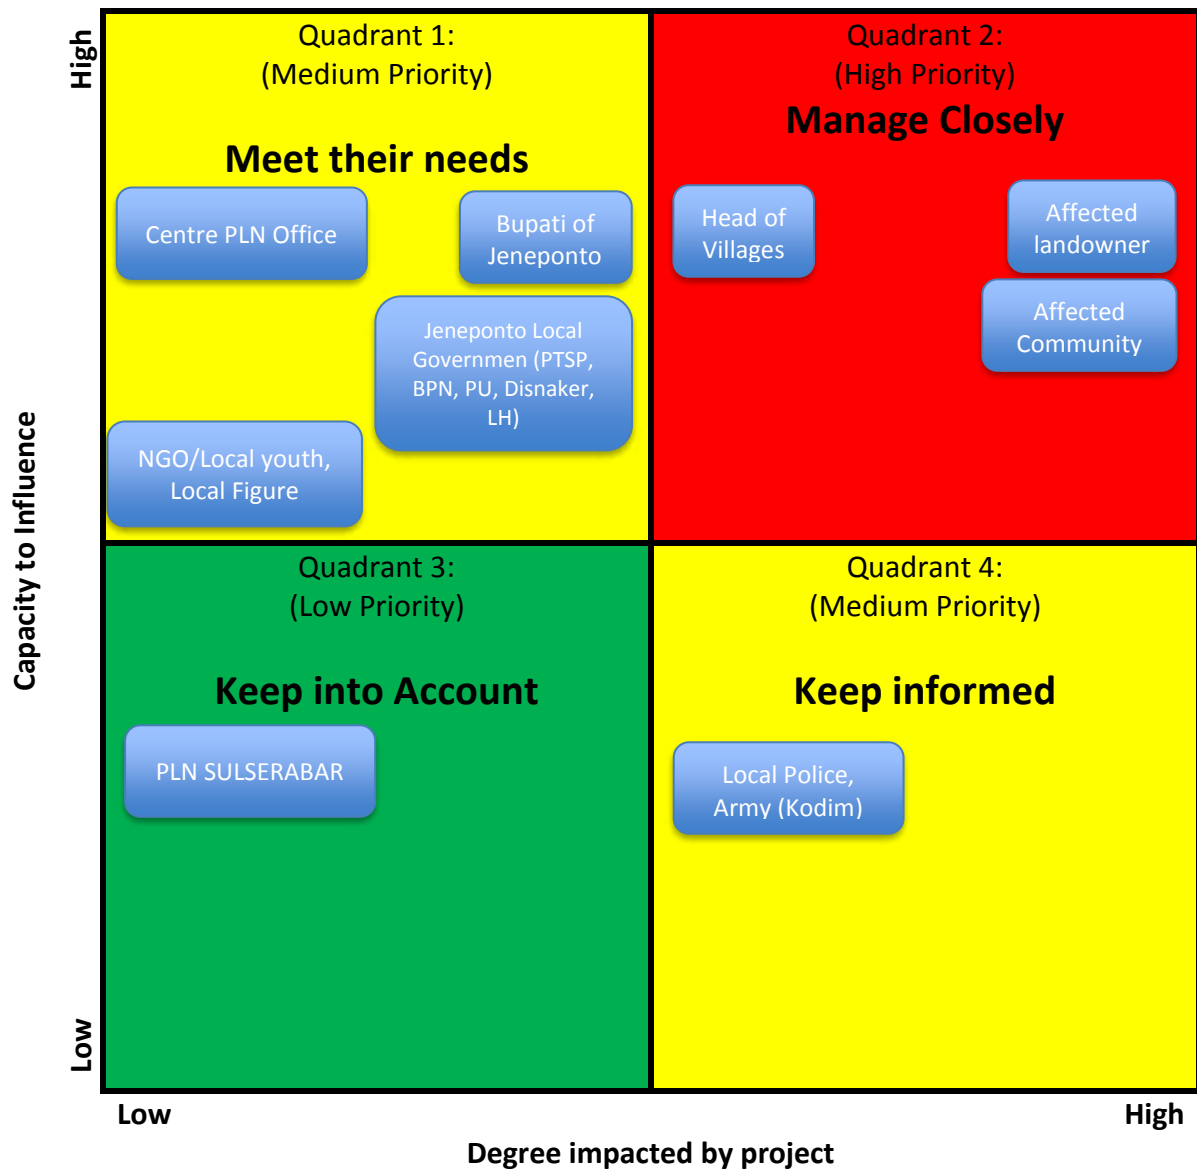 High
Capacity to Influence
Low
Quadrant 1:
(Medium Priority)
Meet their needs
Centre PLN Office
Bupati of
Jeneponto
Jeneponto Local
Governmen (PTSP,
BPN, PU, Disnaker,
LH)
NGO/Local youth,
Local Figure
Quadrant 2:
(High Priority)
Manage Closely
Head of
Villages
Affected
landowner
Affected
Community
Quadrant 3:
(Low Priority)
Keep into Account
PLN SULSERABAR
Quadrant 4:
(Medium Priority)
Keep informed
Local Police,
Army (Kodim)
Low
High
Degree impacted by project